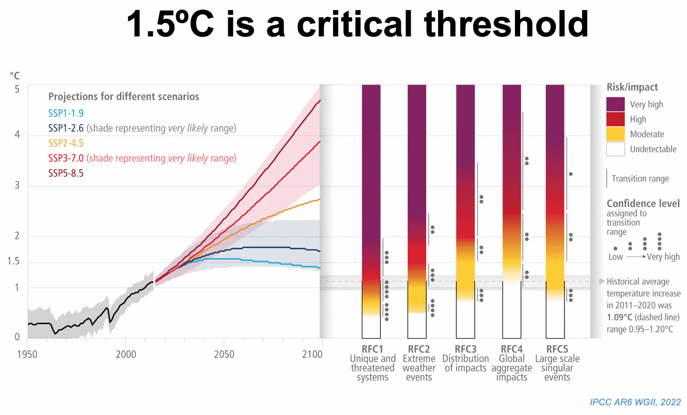 1.5ºC is a critical threshold
°C
5
4
3
2
1.5
1
0
1950
2000
2050
2100
Projections for different scenarios
SSP1-1.9
SSP1-2.6 (shade representing very likely range)
SSP2-4.5
SSP3-7.0 (shade representing very likely range)
SSP5-8.5
RFC1
Unique and
threatened
systems
RFC2
Extreme
weather
events
RFC3
Distribution
of impacts
RFC4
Global
aggregate
impacts
RFC5
Large scale
singular
events
Risk/impact
Very high
High
Moderate
Undetectable
Transition range
Confidence level
assigned to
transition
range
Low
Very high
Historical average
temperature increase
in 2011–2020 was
1.09°C (dashed line)
range 0.95–1.20°C
IPCC AR6 WGII, 2022